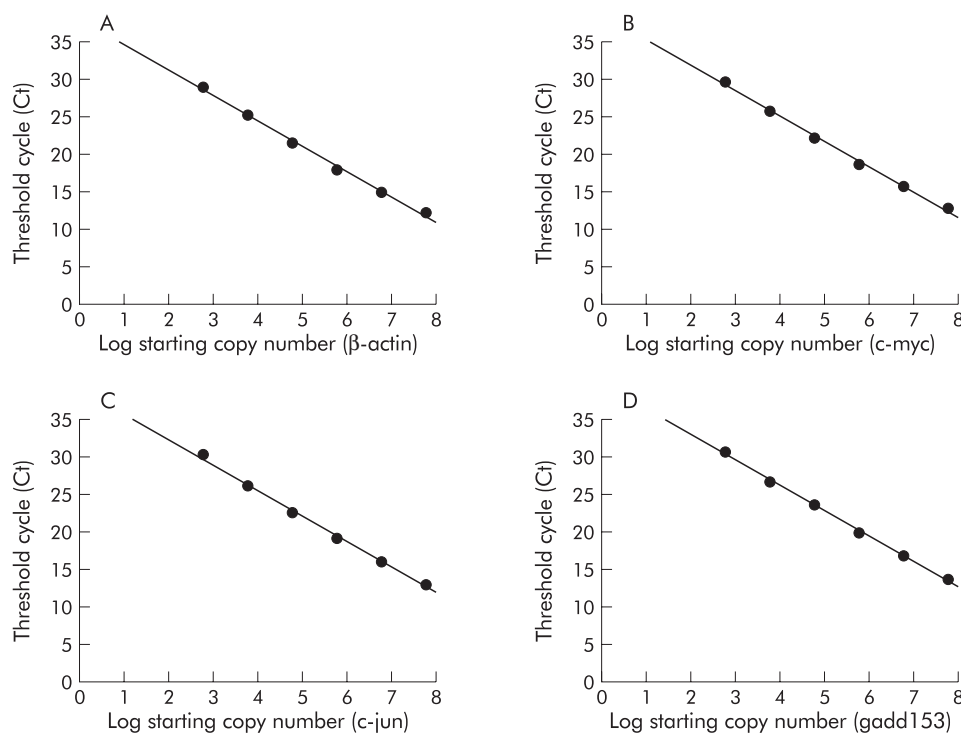 A
Threshold cycle (Ct)
35
30
25
20
15
10
5
0
0 1 2 3 4 5 6 7 8
Log starting copy number (β-actin)
B
Threshold cycle (Ct)
35
30
25
20
15
10
5
0
0 1 2 3 4 5 6 7 8
Log starting copy number (c-myc)
C
Threshold cycle (Ct)
35
30
25
20
15
10
5
0
0 1 2 3 4 5 6 7 8
Log starting copy number (c-jun)
D
Threshold cycle (Ct)
35
30
25
20
15
10
5
0
0 1 2 3 4 5 6 7 8
Log starting copy number (gadd153)